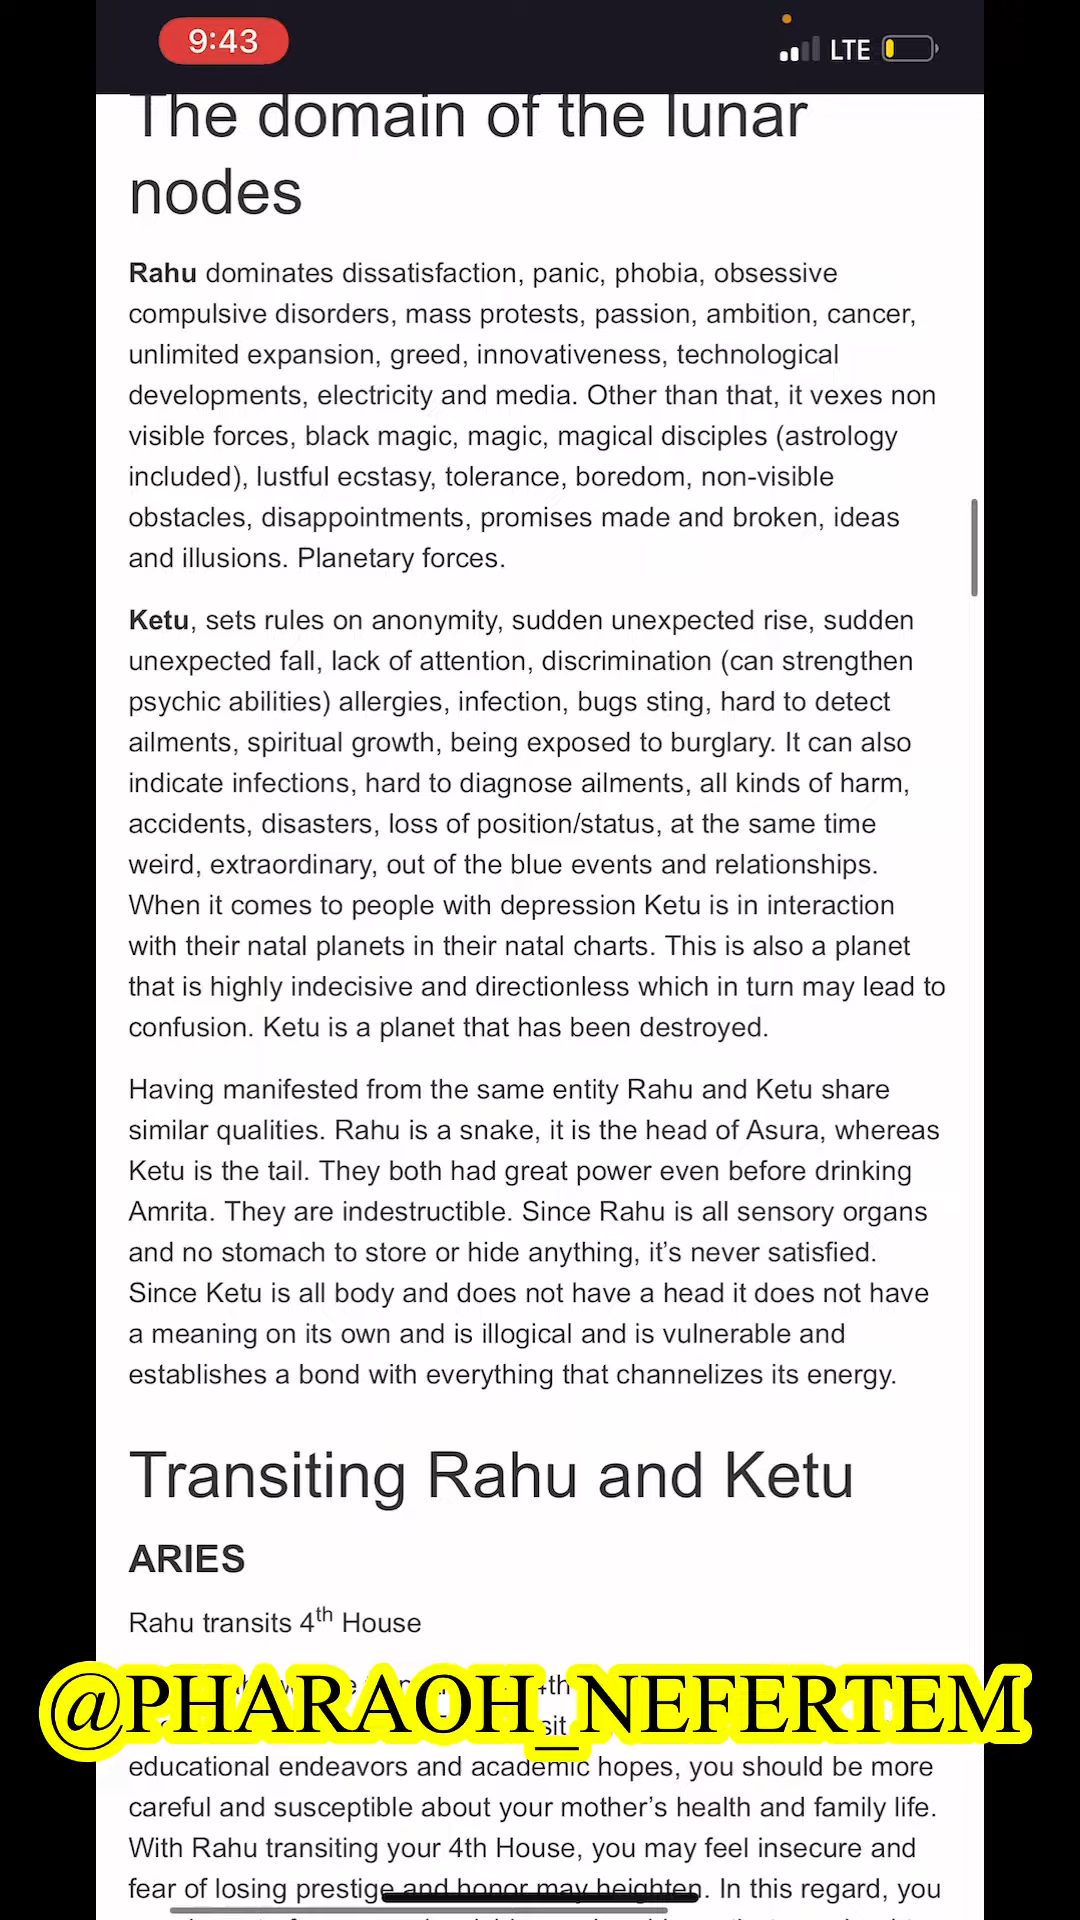 9:43
LTE
The domain of the lunar
nodes
Rahu dominates dissatisfaction, panic, phobia, obsessive
compulsive disorders, mass protests, passion, ambition, cancer,
unlimited expansion, greed, innovativeness, technological
developments, electricity and media. Other than that, it vexes non
visible forces, black magic, magic, magical disciples (astrology
included), lustful ecstasy, tolerance, boredom, non-visible
obstacles, disappointments, promises made and broken, ideas
and illusions. Planetary forces.
Ketu, sets rules on anonymity, sudden unexpected rise, sudden
unexpected fall, lack of attention, discrimination (can strengthen
psychic abilities) allergies, infection, bugs sting, hard to detect
ailments, spiritual growth, being exposed to burglary. It can also
indicate infections, hard to diagnose ailments, all kinds of harm,
accidents, disasters, loss of position/status, at the same time
weird, extraordinary, out of the blue events and relationships.
When it comes to people with depression Ketu is in interaction
with their natal planets in their natal charts. This is also a planet
that is highly indecisive and directionless which in turn may lead to
confusion. Ketu is a planet that has been destroyed.
Having manifested from the same entity Rahu and Ketu share
similar qualities. Rahu is a snake, it is the head of Asura, whereas
Ketu is the tail. They both had great power even before drinking
Amrita. They are indestructible. Since Rahu is all sensory organs
and no stomach to store or hide anything, it’s never satisfied.
Since Ketu is all body and does not have a head it does not have
a meaning on its own and is illogical and is vulnerable and
establishes a bond with everything that channelizes its energy.
Transiting Rahu and Ketu
ARIES
Rahu transits 4th House
4th
@PHARAOH_NEFERTEM
educational endeavors and academic hopes, you should be more
careful and susceptible about your mother’s health and family life.
With Rahu transiting your 4th House, you may feel insecure and
fear of losing prestige and honor may heighten. In this regard, you